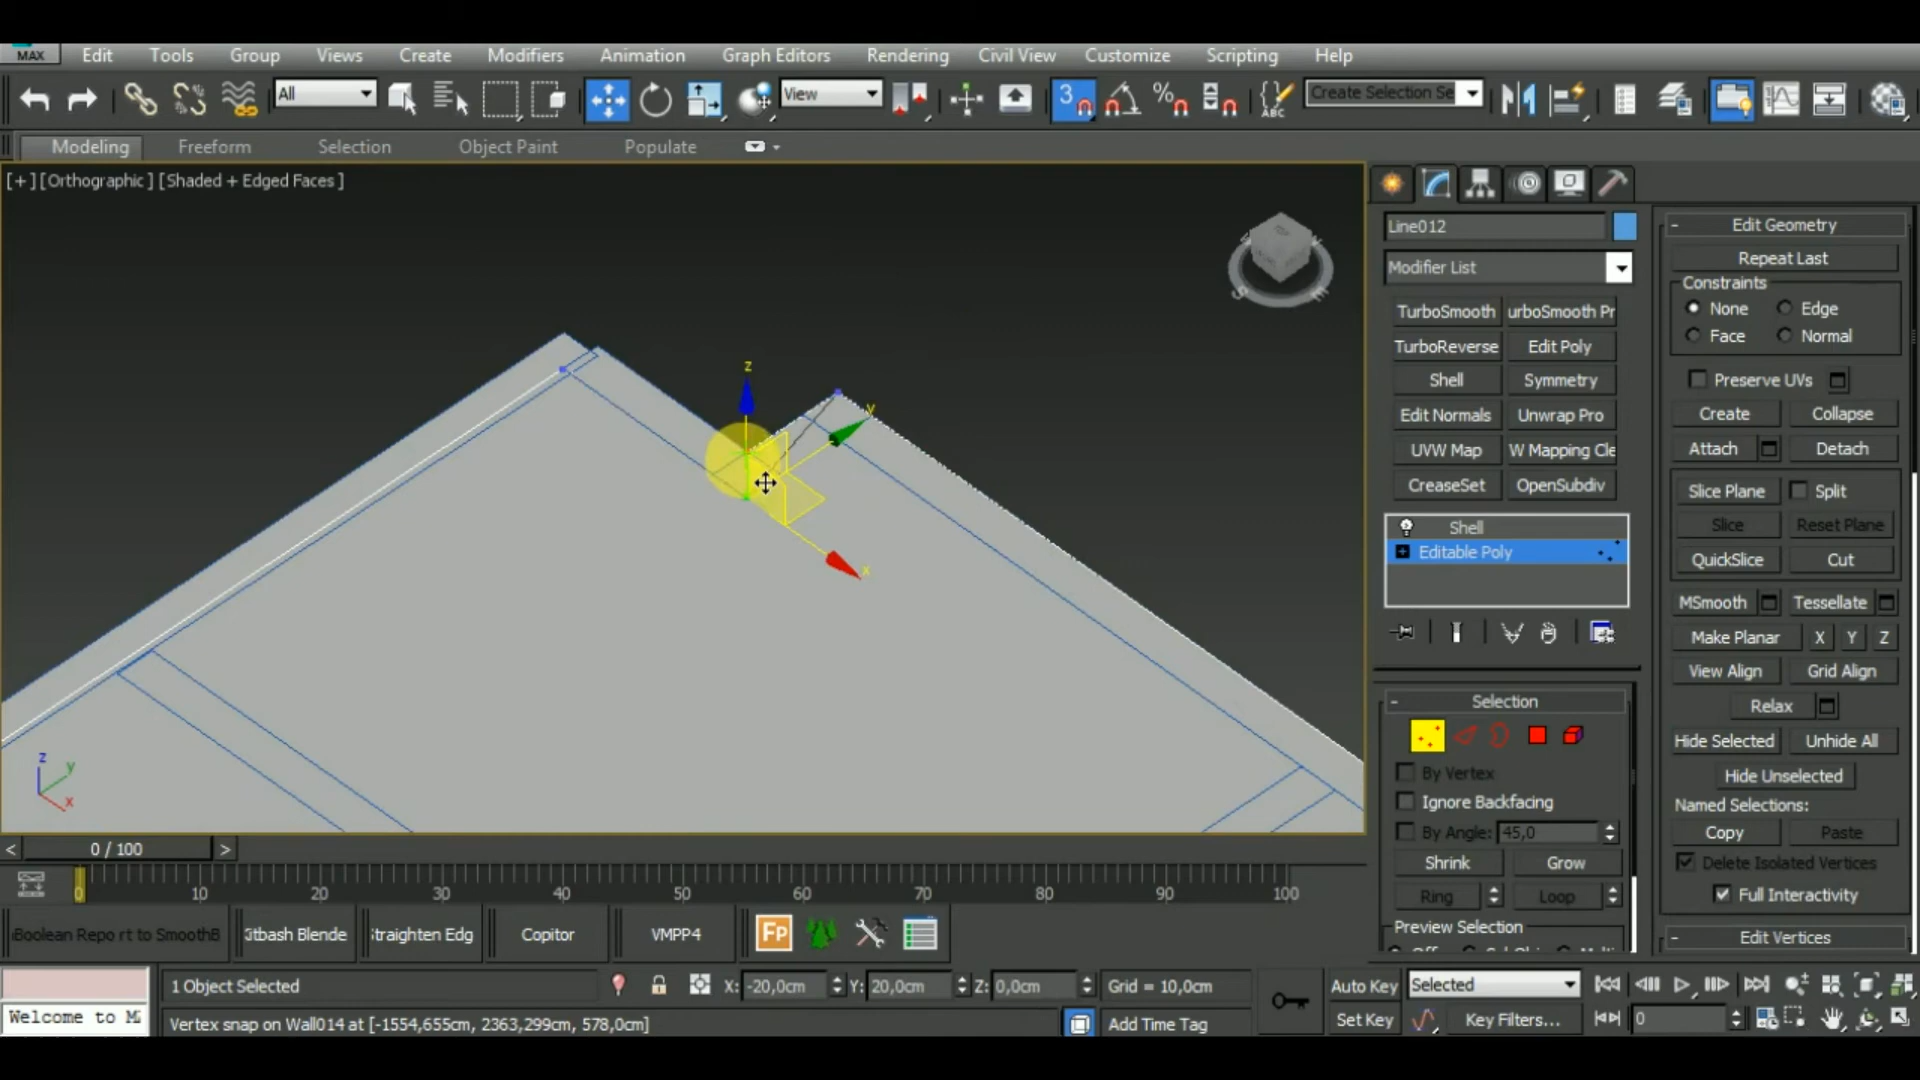 MAX Edit Tools Group Views Create Modifiers Animation Graph Editors Rendering Civil View Customize Scripting Help
All View 3 % ABC Create Selection Se
Modeling Freeform Selection Object Paint Populate
[+][Orthographic][Shaded + Edged Faces]
Line012
Modifier List
TurboSmooth urboSmooth Pr
TurboReverse Edit Poly
Shell Symmetry
Edit Normals Unwrap Pro
UVW Map W Mapping Cle
CreaseSet OpenSubdiv
Shell
Editable Poly
Selection
By Vertex
Ignore Backfacing
By Angle: 45,0
Shrink Grow
Ring Loop
Preview Selection
Edit Geometry
Repeat Last
Constraints
None Edge
Face Normal
Preserve UVs
Create Collapse
Attach Detach
Slice Plane Split
Slice Reset Plane
QuickSlice Cut
MSmooth Tessellate
Make Planar X Y Z
View Align Grid Align
Relax
Hide Selected Unhide All
Hide Unselected
Named Selections:
Copy Paste
Delete Isolated Vertices
Full Interactivity
Edit Vertices
z
y
x
S E
z
y
x
< 0 / 100 >
0 10 20 30 40 50 60 70 80 90 100
Boolean Repo rt to SmoothB itbash Blende traighten Edg Copitor VMPP4 FP
1 Object Selected X: -20,0cm Y: 20,0cm Z: 0,0cm Grid = 10,0cm Auto Key Selected
Welcome to M Vertex snap on Wall014 at [-1554,655cm, 2363,299cm, 578,0cm] Add Time Tag Set Key Key Filters... 0